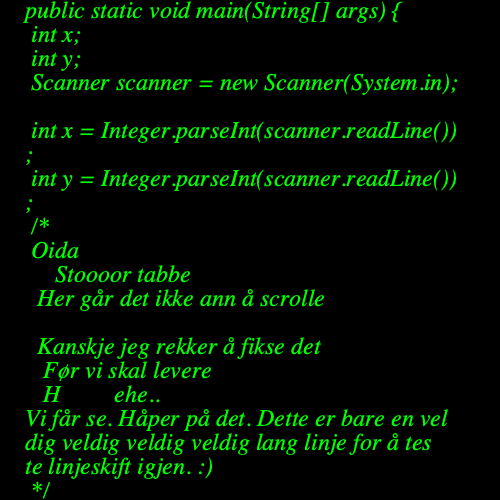 public static void main(String[] args) {
int x;
int y;
Scanner scanner = new Scanner(System.in);
int x = Integer.parseInt(scanner.readLine())
;
int y = Integer.parseInt(scanner.readLine())
;
/*
Oida
Stoooor tabbe
Her går det ikke ann å scrolle
Kanskje jeg rekker å fikse det
Før vi skal levere
H ehe..
Vi får se. Håper på det. Dette er bare en vel
dig veldig veldig veldig lang linje for å tes
te linjeskift igjen. :)
*/